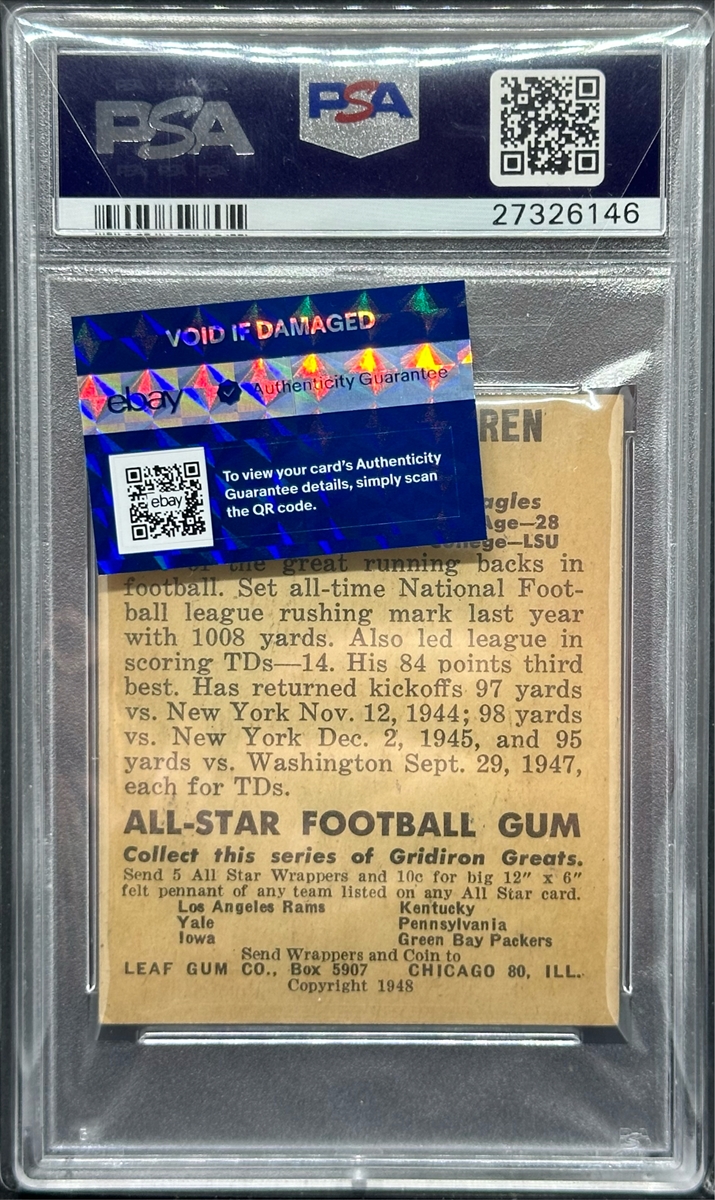 PSA
PSA
27326146
VOID IF DAMAGED
ebay Authenticity Guarantee
ebay
To view your card's Authenticity
Guarantee details, simply scan
the QR code.
REN
agles
Age—28
College—LSU
of the great running backs in
football. Set all-time National Foot-
ball league rushing mark last year
with 1008 yards. Also led league in
scoring TDs—14. His 84 points third
best. Has returned kickoffs 97 yards
vs. New York Nov. 12, 1944; 98 yards
vs. New York Dec. 2, 1945, and 95
yards vs. Washington Sept. 29, 1947,
each for TDs.
ALL-STAR FOOTBALL GUM
Collect this series of Gridiron Greats.
Send 5 All Star Wrappers and 10c for big 12" x 6"
felt pennant of any team listed on any All Star card.
Los Angeles Rams Kentucky
Yale Pennsylvania
Iowa Green Bay Packers
Send Wrappers and Coin to
LEAF GUM CO., Box 5907 CHICAGO 80, ILL.
Copyright 1948